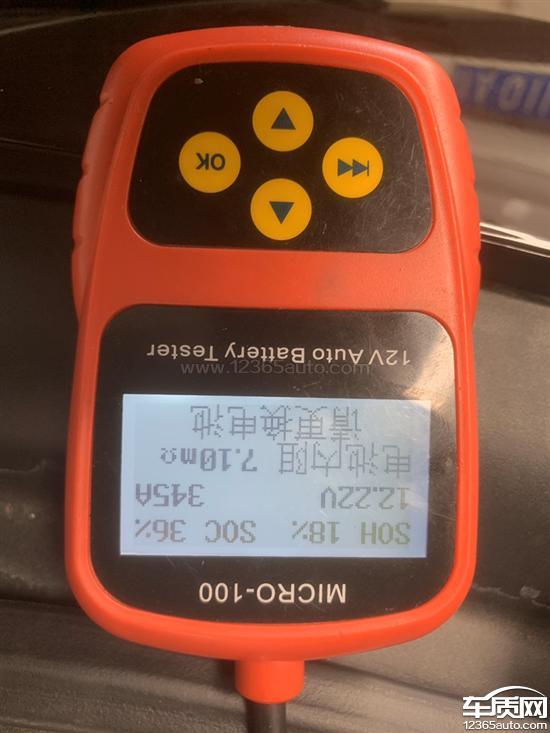 MICRO-100
SOH 18% SOC 36%
12.22V 345A
电池内阻 7.10mΩ
请更换电池
12V Auto Battery Tester
OK
www.12365auto.com
车质网
12365auto.com